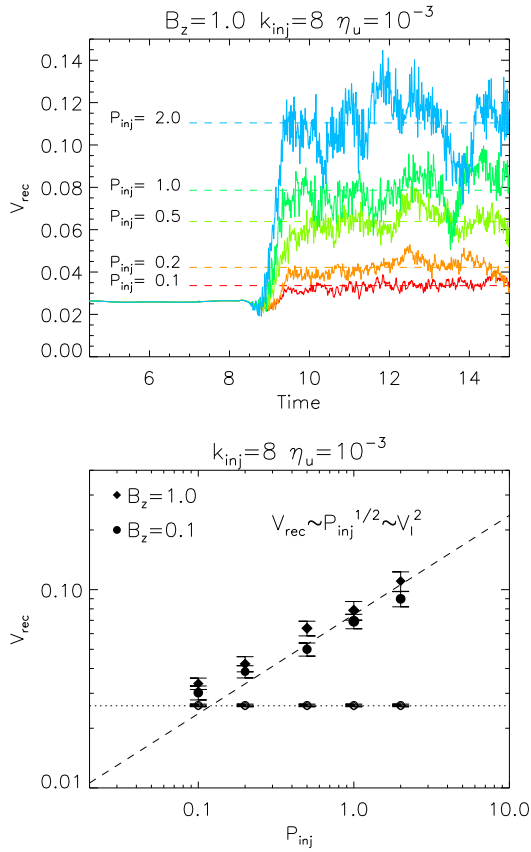 B_z=1.0 k_inj=8 η_u=10^-3
0.14
0.12
P_inj= 2.0
0.10
P_inj= 1.0
0.08
P_inj= 0.5
0.06
P_inj= 0.2
0.04
P_inj= 0.1
0.02
0.00
V_rec
6 8 10 12 14
Time
k_inj=8 η_u=10^-3
B_z=1.0
B_z=0.1
V_rec~P_inj^1/2~V_l^2
0.10
0.01
V_rec
0.1 1.0 10.0
P_inj